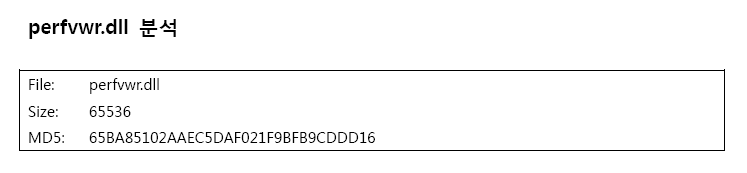 perfvwr.dll 분석
File: perfvwr.dll
Size: 65536
MD5: 65BA85102AAEC5DAF021F9BFB9CDDD16